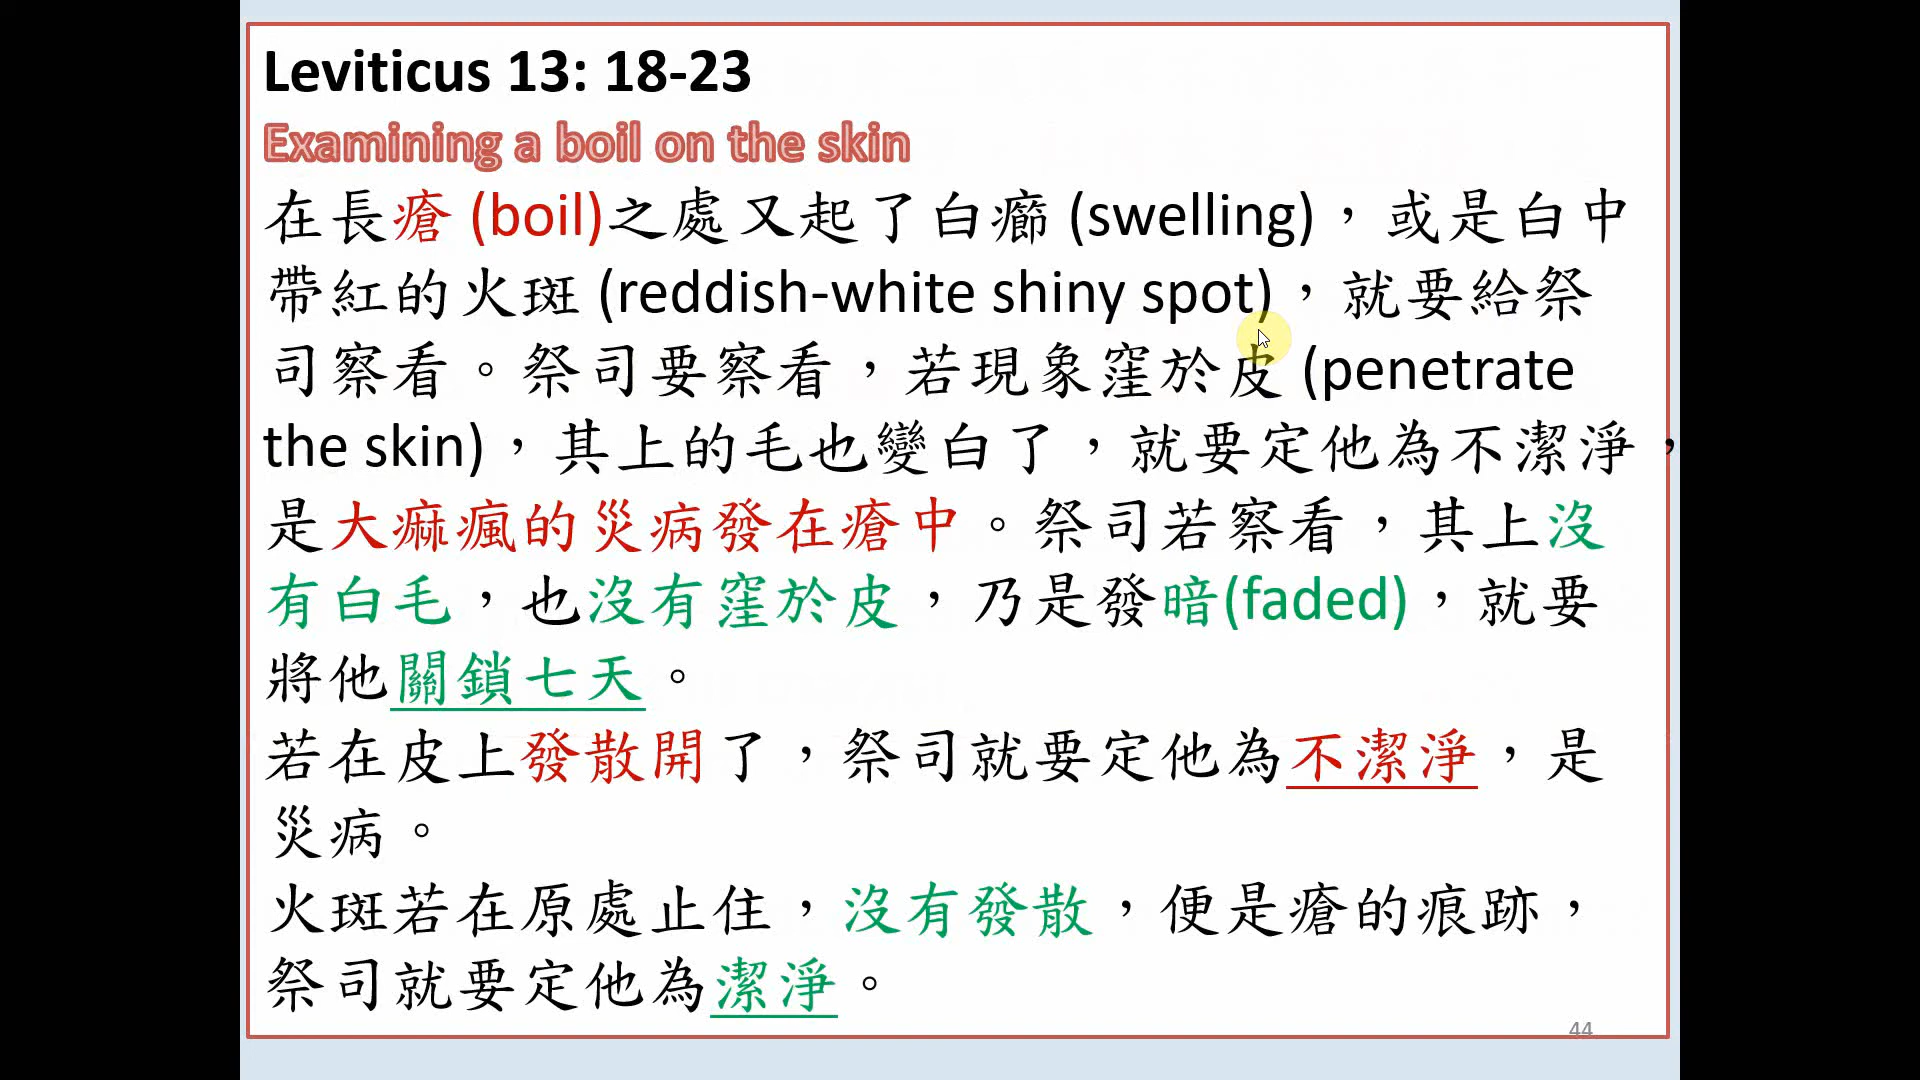 Leviticus 13: 18-23
Examining a boil on the skin
在長瘡 (boil)之處又起了白癤 (swelling)，或是白中
帶紅的火斑 (reddish-white shiny spot)，就要給祭
司察看。祭司要察看，若現象窪於皮 (penetrate
the skin)，其上的毛也變白了，就要定他為不潔淨，
是大痲瘋的災病發在瘡中。祭司若察看，其上沒
有白毛，也沒有窪於皮，乃是發暗(faded)，就要
將他關鎖七天。
若在皮上發散開了，祭司就要定他為不潔淨，是
災病。
火斑若在原處止住，沒有發散，便是瘡的痕跡，
祭司就要定他為潔淨。
44